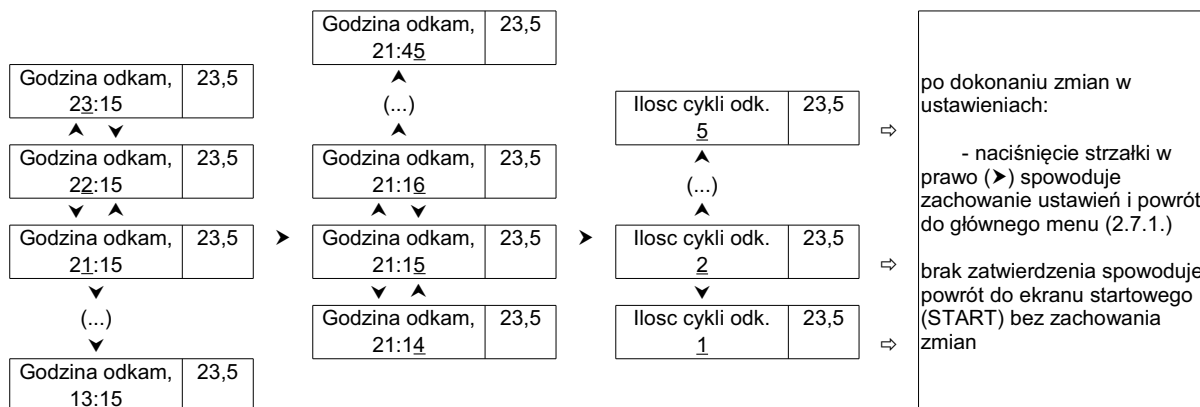 Godzina odkam,
23:15
23,5
Godzina odkam,
22:15
23,5
Godzina odkam,
21:15
23,5
(...)
Godzina odkam,
13:15
23,5
Godzina odkam,
21:45
23,5
(...)
Godzina odkam,
21:16
23,5
Godzina odkam,
21:15
23,5
Godzina odkam,
21:14
23,5
Ilosc cykli odk.
5
23,5
(...)
Ilosc cykli odk.
2
23,5
Ilosc cykli odk.
1
23,5
po dokonaniu zmian w
ustawieniach:
- naciśnięcie strzałki w
prawo (➤) spowoduje
zachowanie ustawień i powrót
do głównego menu (2.7.1.)
brak zatwierdzenia spowoduje
powrót do ekranu startowego
(START) bez zachowania
zmian